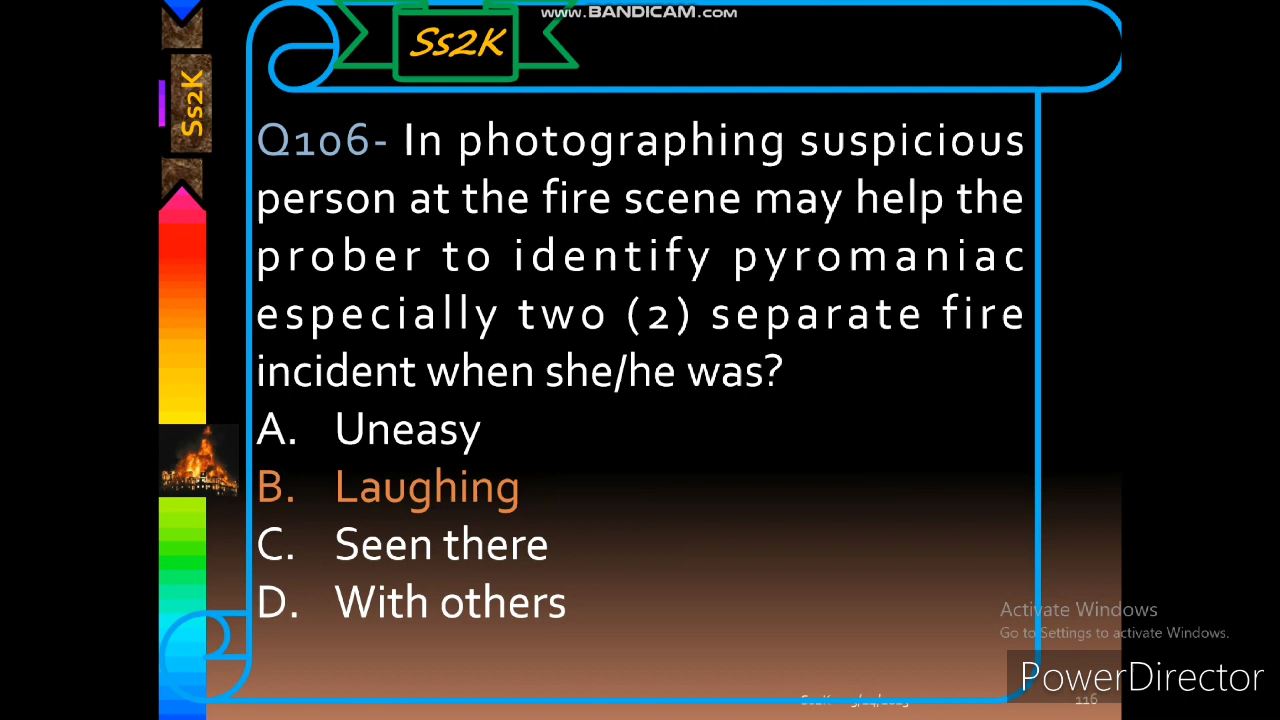 www.BANDICAM.com
Ss2K
Ss2K
Q106- In photographing suspicious
person at the fire scene may help the
prober to identify pyromaniac
especially two (2) separate fire
incident when she/he was?
A. Uneasy
B. Laughing
C. Seen there
D. With others
Activate Windows
Go to Settings to activate Windows.
PowerDirector
Ss2K
116